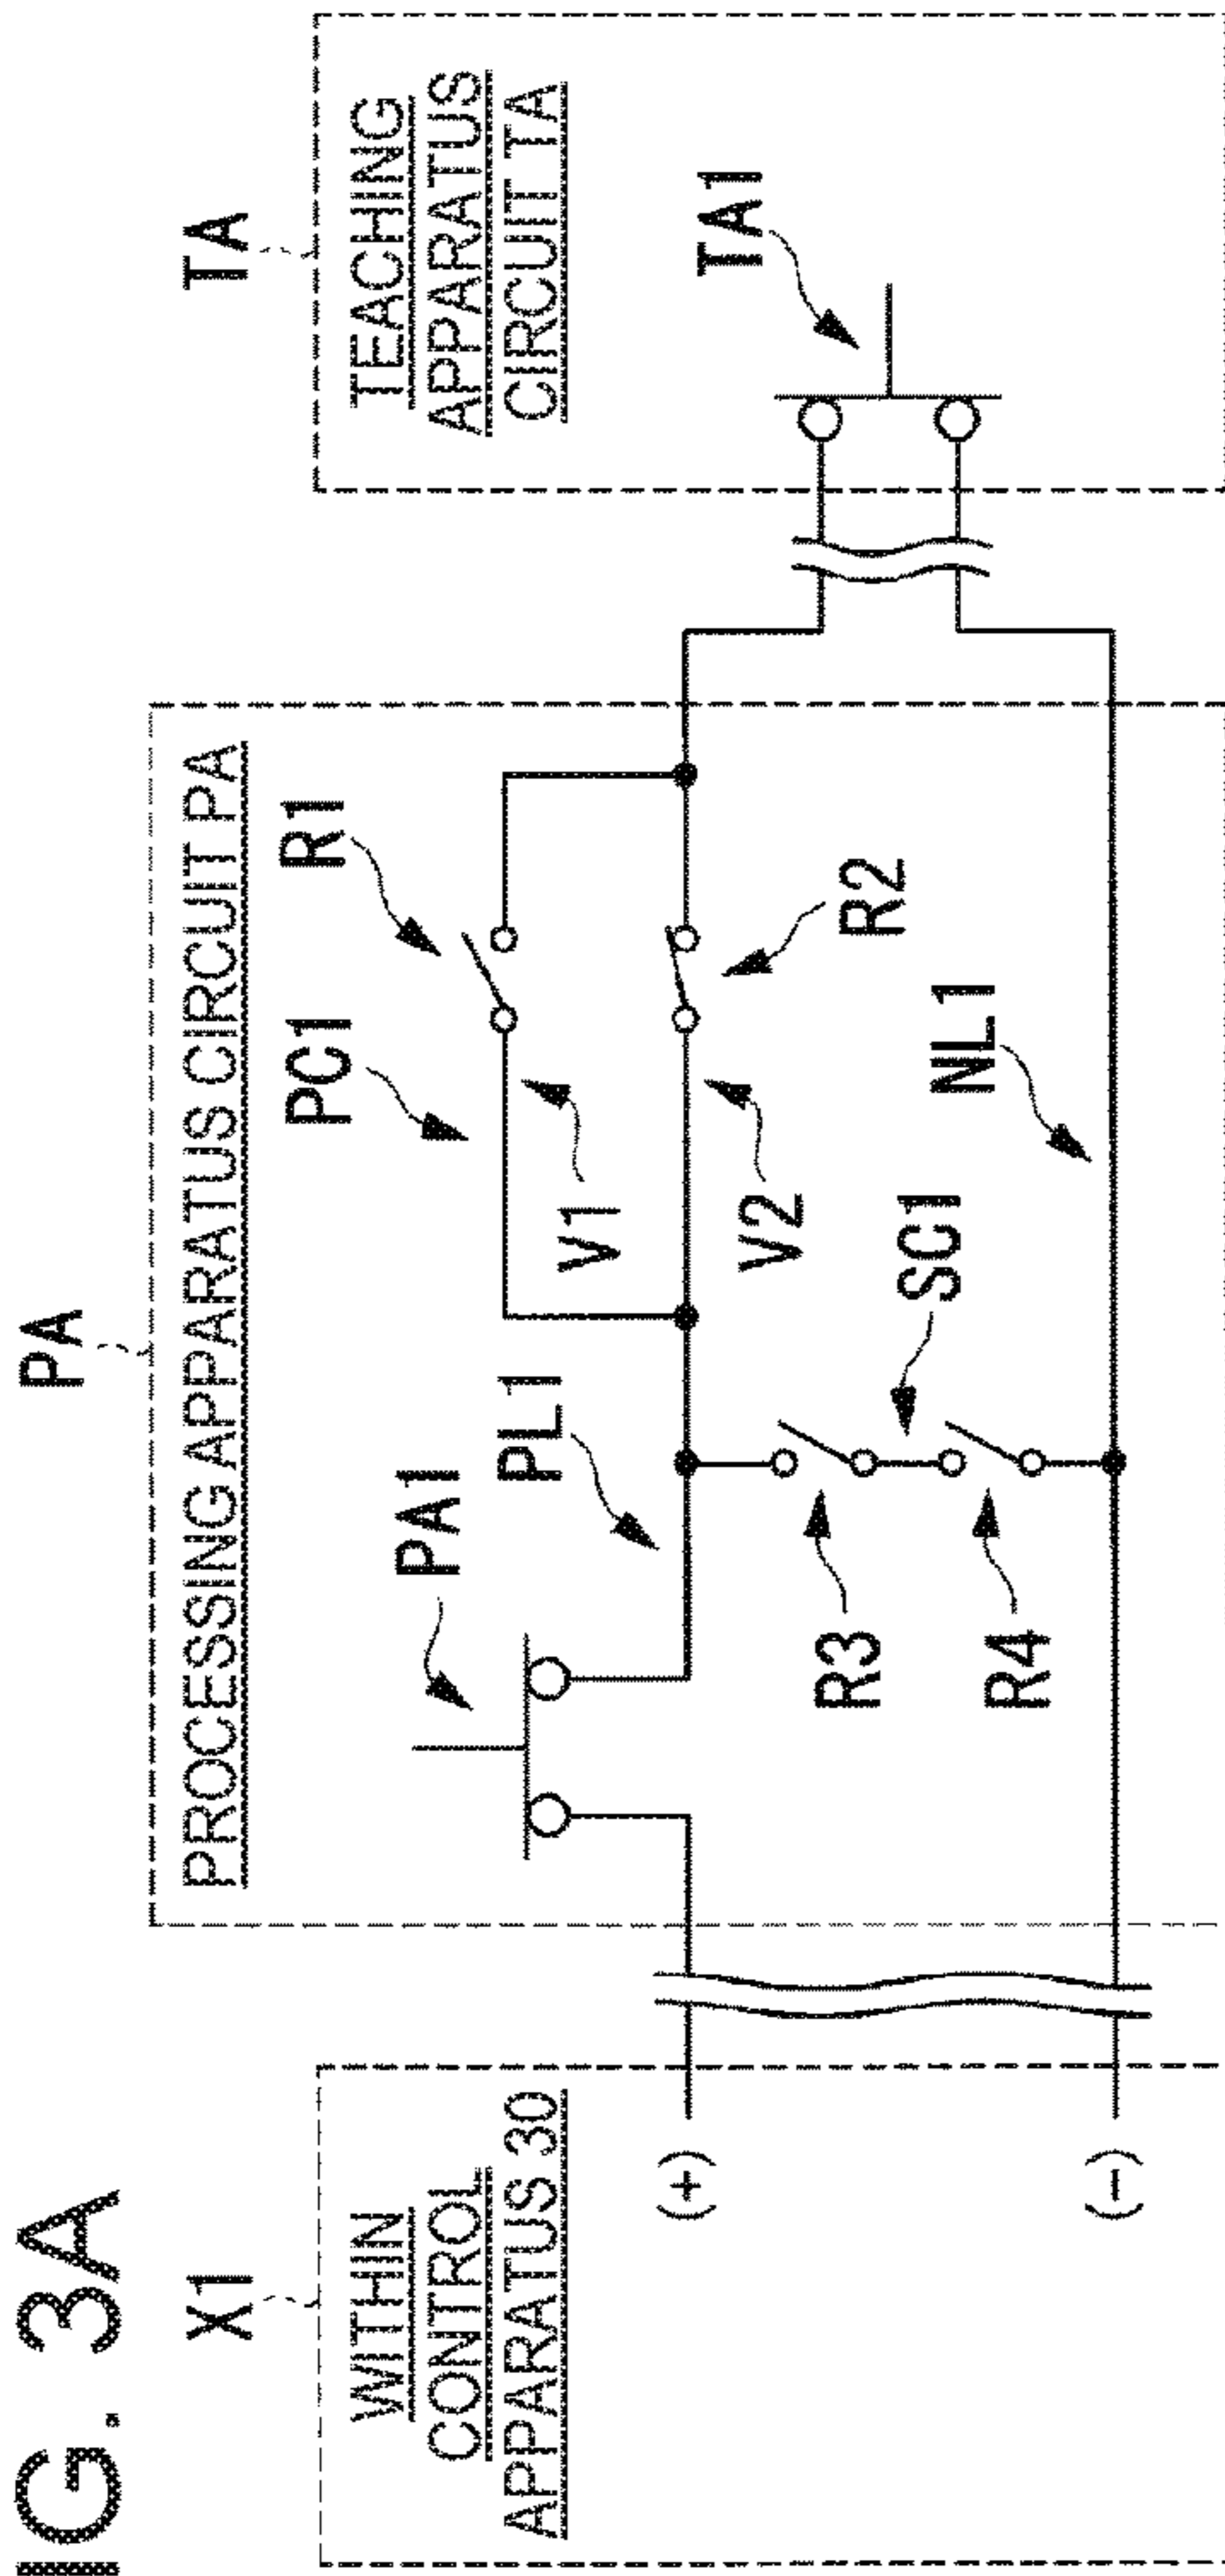 IG. 3A
X1
WITHIN
CONTROL
APPARATUS 30
(+)
(-)
PA
PROCESSING APPARATUS CIRCUIT PA
PA1
PL1
PC1
R1
V1
V2
R2
R3
R4
SC1
NL1
TA
TEACHING
APPARATUS
CIRCUIT TA
TA1